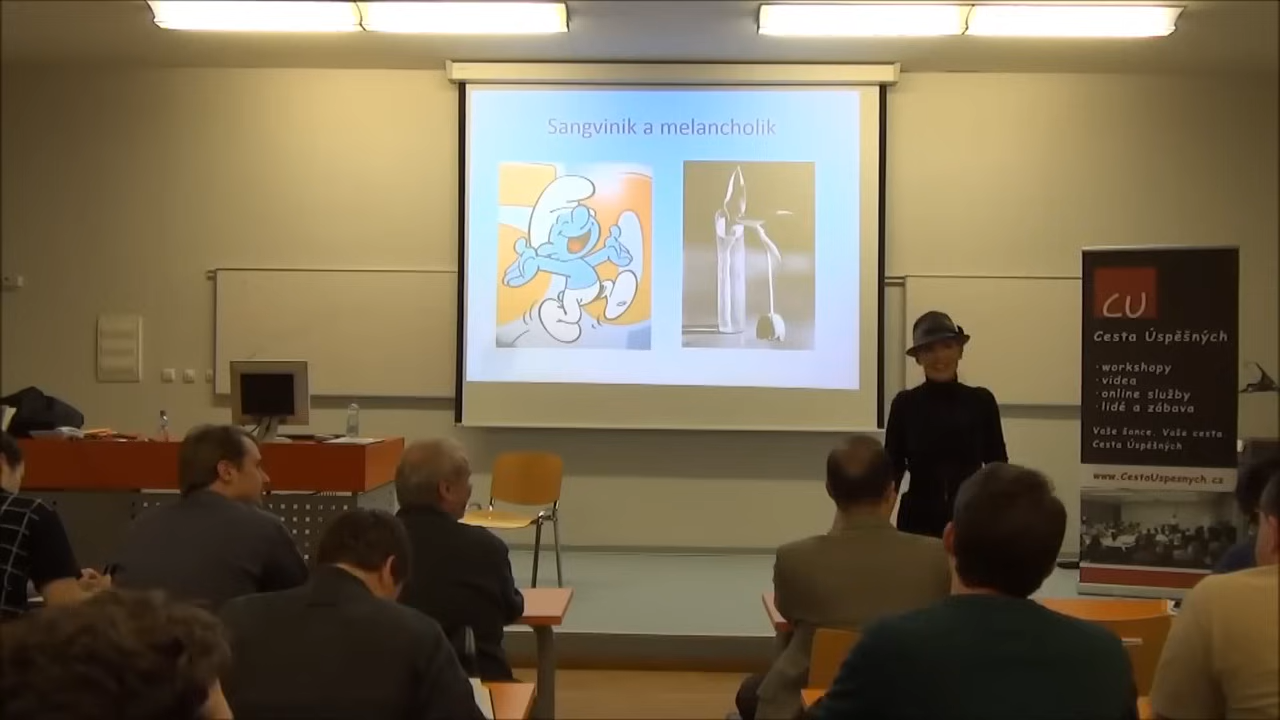 Sangvinik a melancholik
CU
Cesta Úspěšných
· workshopy
· videa
· online služby
· lidé a zábava
Vaše šance. Vaše cesta
Cesta Úspěšných
www.CestaUspesnych.cz